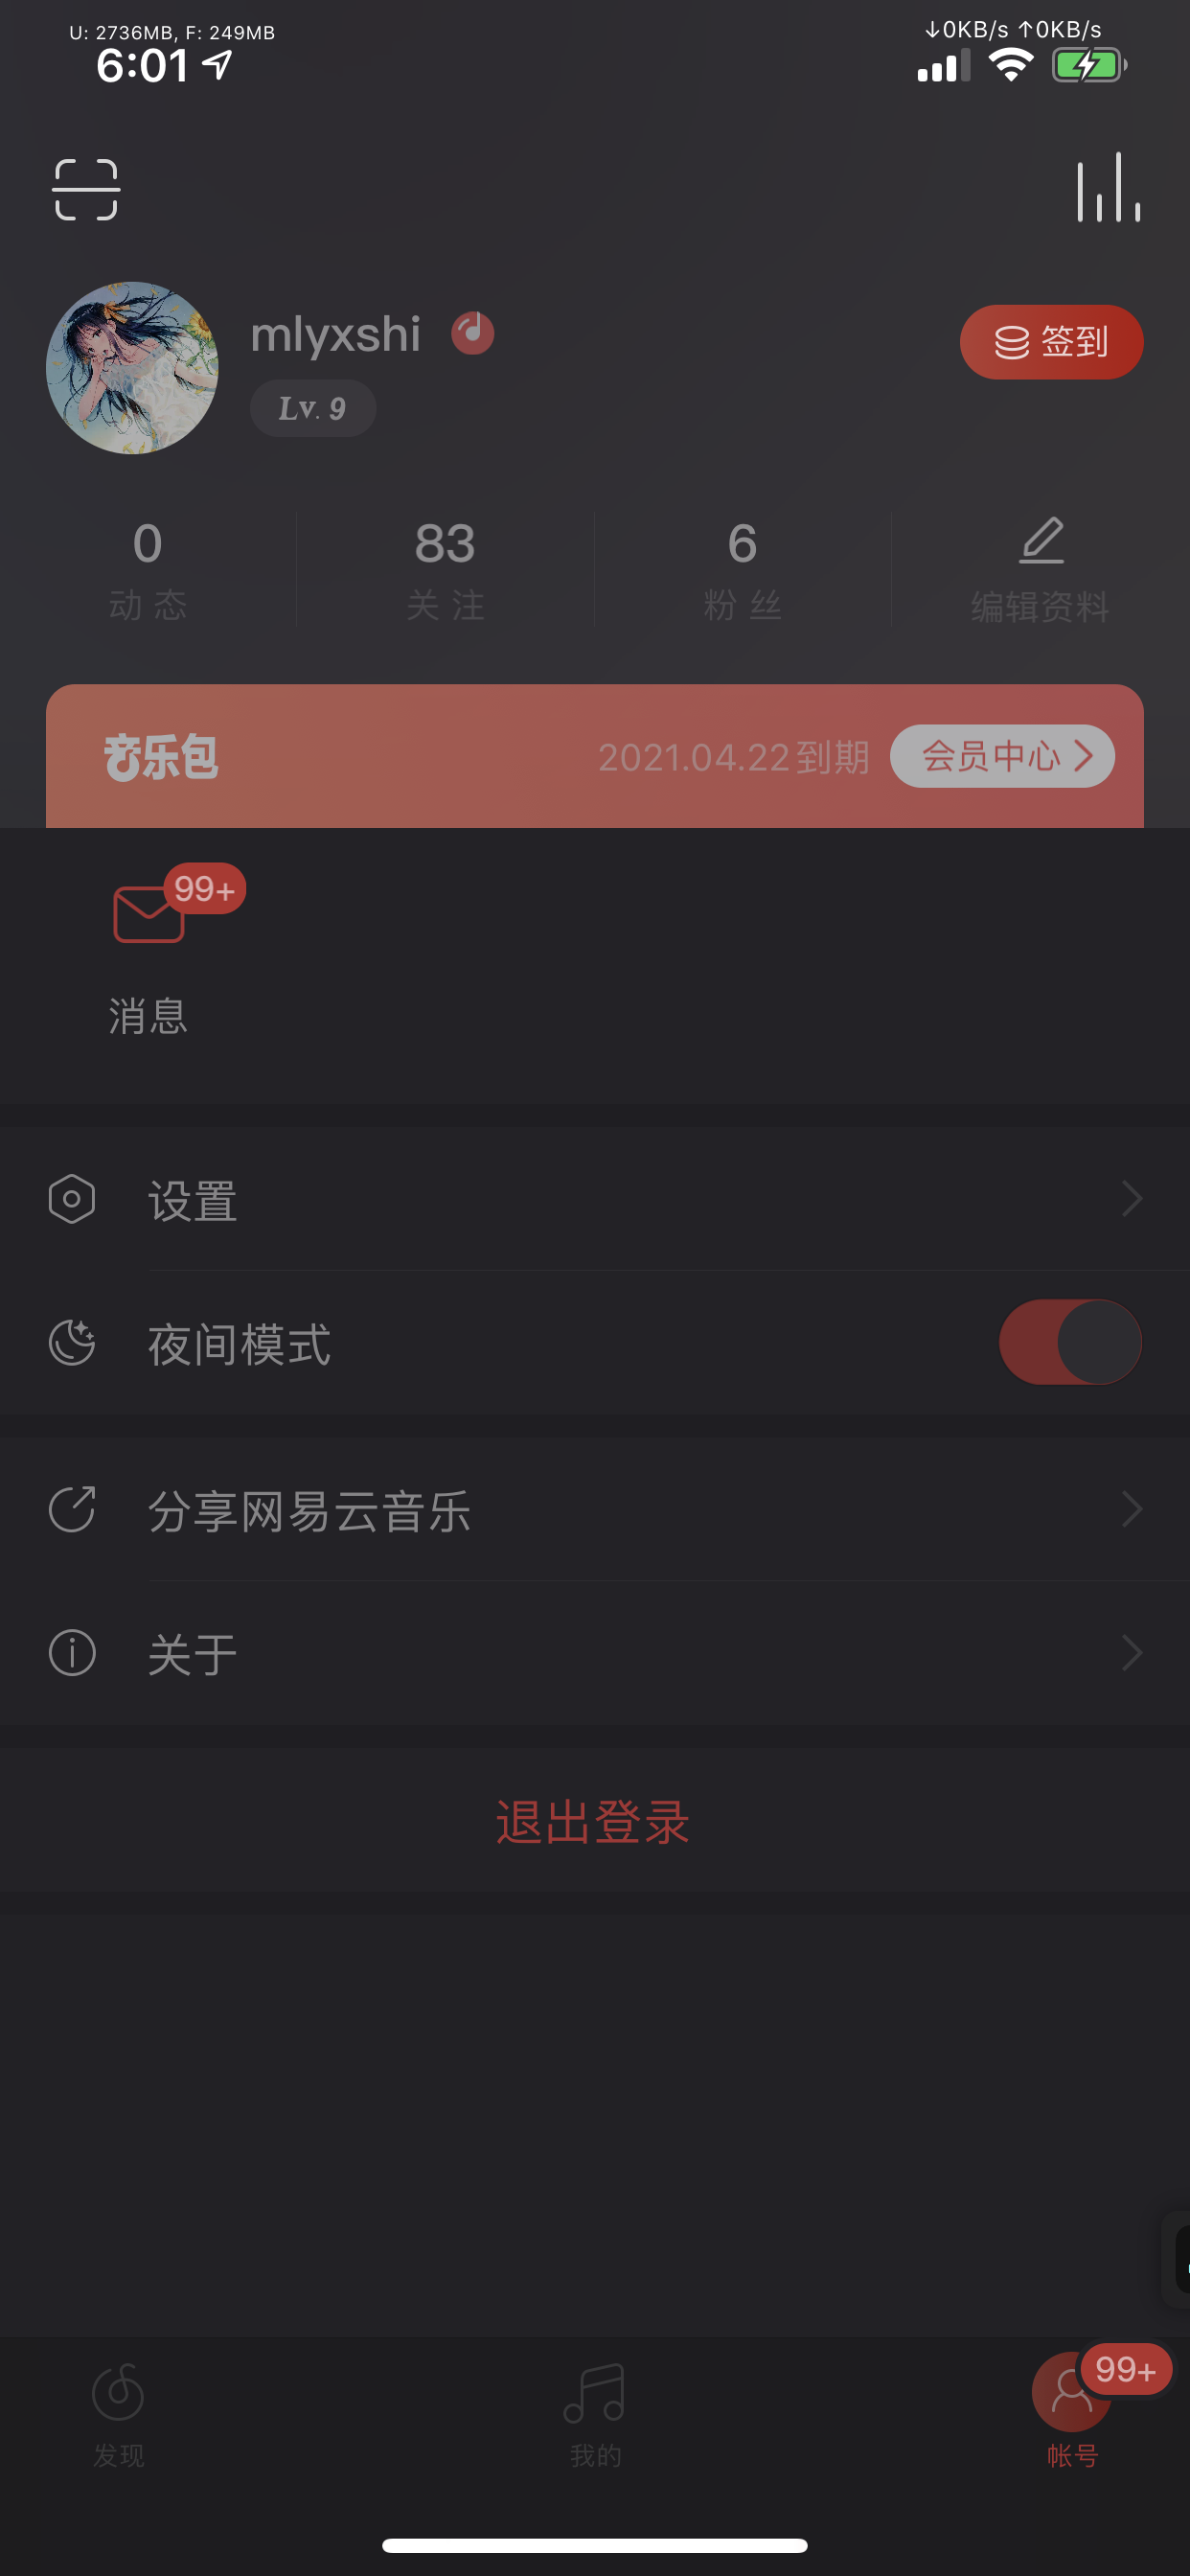 U: 2736MB, F: 249MB
↓0KB/s ↑0KB/s
6:01
mlyxshi
签到
Lv. 9
0
83
6
动态
关注
粉丝
编辑资料
音乐包
2021.04.22到期
会员中心
99+
消息
设置
夜间模式
分享网易云音乐
关于
退出登录
99+
发现
我的
帐号